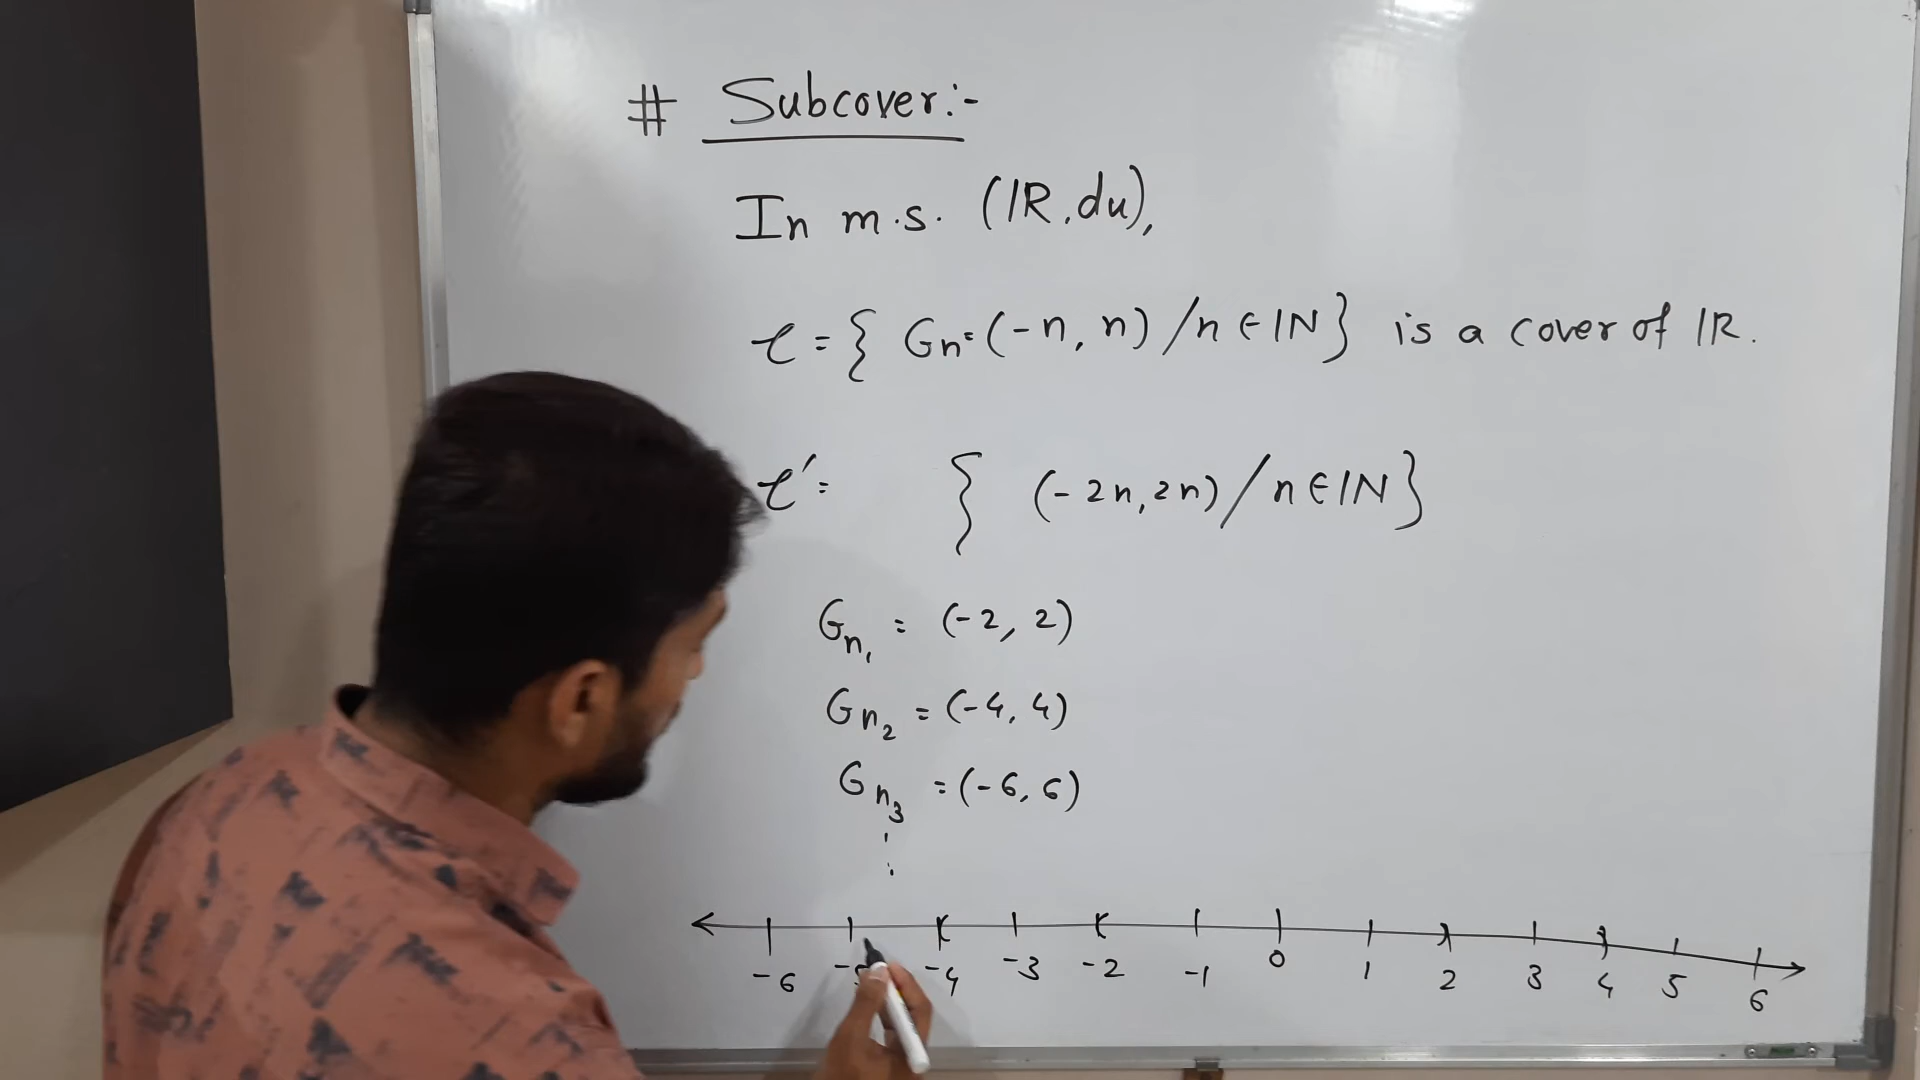 # Subcover:-
In m.s. (IR, du),
𝒞 = { Gn = (-n, n) / n ∈ IN } is a cover of IR.
𝒞' = { (-2n, 2n) / n ∈ IN }
Gn₁ = (-2, 2)
Gn₂ = (-4, 4)
Gn₃ = (-6, 6)
-6 -5 -4 -3 -2 -1 0 1 2 3 4 5 6